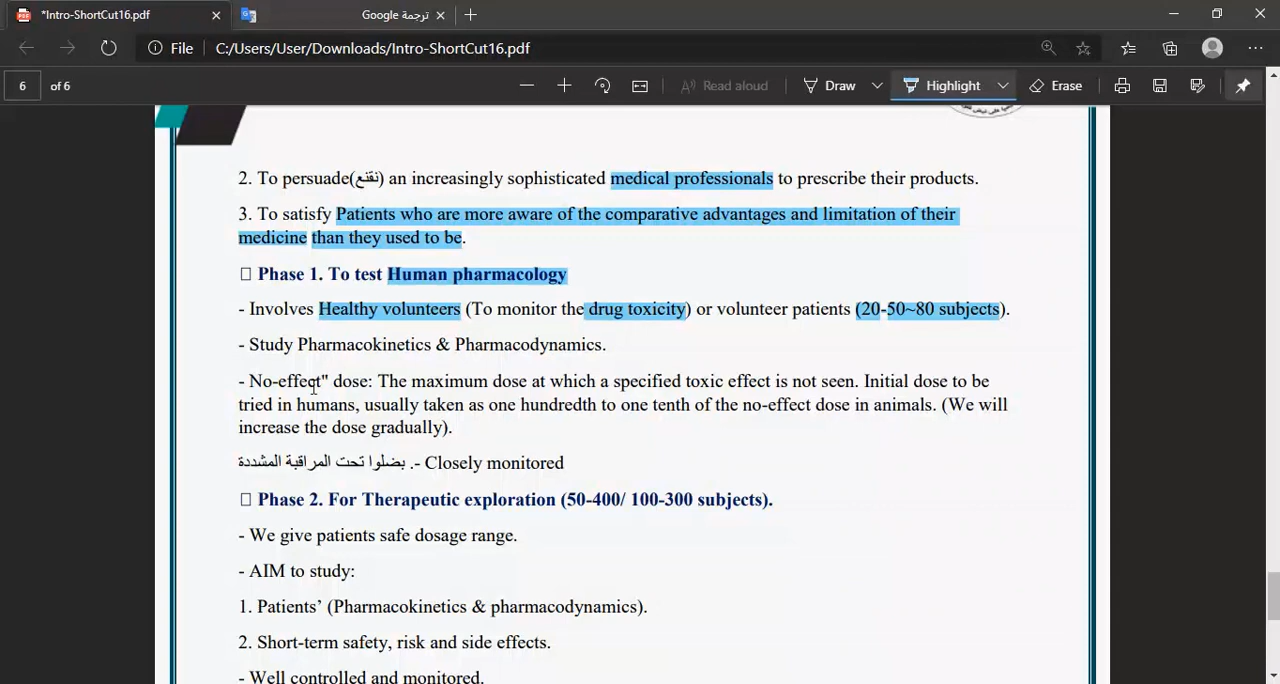 *Intro-ShortCut16.pdf
ترجمة Google
File C:/Users/User/Downloads/Intro-ShortCut16.pdf
6 of 6 Read aloud Draw Highlight Erase
2. To persuade(نقنع) an increasingly sophisticated medical professionals to prescribe their products.
3. To satisfy Patients who are more aware of the comparative advantages and limitation of their
medicine than they used to be.
Phase 1. To test Human pharmacology
- Involves Healthy volunteers (To monitor the drug toxicity) or volunteer patients (20-50~80 subjects).
- Study Pharmacokinetics & Pharmacodynamics.
- No-effect" dose: The maximum dose at which a specified toxic effect is not seen. Initial dose to be
tried in humans, usually taken as one hundredth to one tenth of the no-effect dose in animals. (We will
increase the dose gradually).
بضلوا تحت المراقبة المشددة .- Closely monitored
Phase 2. For Therapeutic exploration (50-400/ 100-300 subjects).
- We give patients safe dosage range.
- AIM to study:
1. Patients’ (Pharmacokinetics & pharmacodynamics).
2. Short-term safety, risk and side effects.
- Well controlled and monitored.